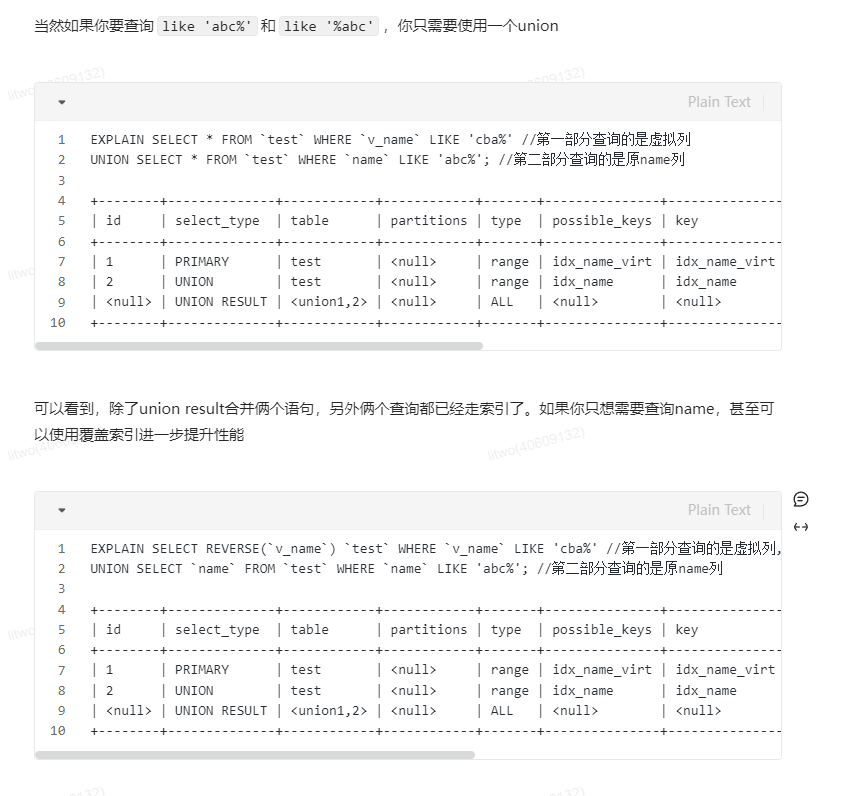 当然如果你要查询 like 'abc%' 和 like '%abc' ，你只需要使用一个union
Plain Text
1 EXPLAIN SELECT * FROM `test` WHERE `v_name` LIKE 'cba%' //第一部分查询的是虚拟列
2 UNION SELECT * FROM `test` WHERE `name` LIKE 'abc%'; //第二部分查询的是原name列
3
4 +--------+--------------+------------+------------+-------+---------------+---------------
5 | id     | select_type  | table      | partitions | type  | possible_keys | key
6 +--------+--------------+------------+------------+-------+---------------+---------------
7 | 1      | PRIMARY      | test       | <null>     | range | idx_name_virt | idx_name_virt
8 | 2      | UNION        | test       | <null>     | range | idx_name      | idx_name
9 | <null> | UNION RESULT | <union1,2> | <null>     | ALL   | <null>        | <null>
10 +--------+--------------+------------+------------+-------+---------------+---------------
可以看到，除了union result合并俩个语句，另外俩个查询都已经走索引了。如果你只想需要查询name，甚至可
以使用覆盖索引进一步提升性能
litwo(40609132)
Plain Text
1 EXPLAIN SELECT REVERSE(`v_name`) `test` WHERE `v_name` LIKE 'cba%' //第一部分查询的是虚拟列,
2 UNION SELECT `name` FROM `test` WHERE `name` LIKE 'abc%'; //第二部分查询的是原name列
3
4 +--------+--------------+------------+------------+-------+---------------+---------------
5 | id     | select_type  | table      | partitions | type  | possible_keys | key
6 +--------+--------------+------------+------------+-------+---------------+---------------
7 | 1      | PRIMARY      | test       | <null>     | range | idx_name_virt | idx_name_virt
8 | 2      | UNION        | test       | <null>     | range | idx_name      | idx_name
9 | <null> | UNION RESULT | <union1,2> | <null>     | ALL   | <null>        | <null>
10 +--------+--------------+------------+------------+-------+---------------+---------------